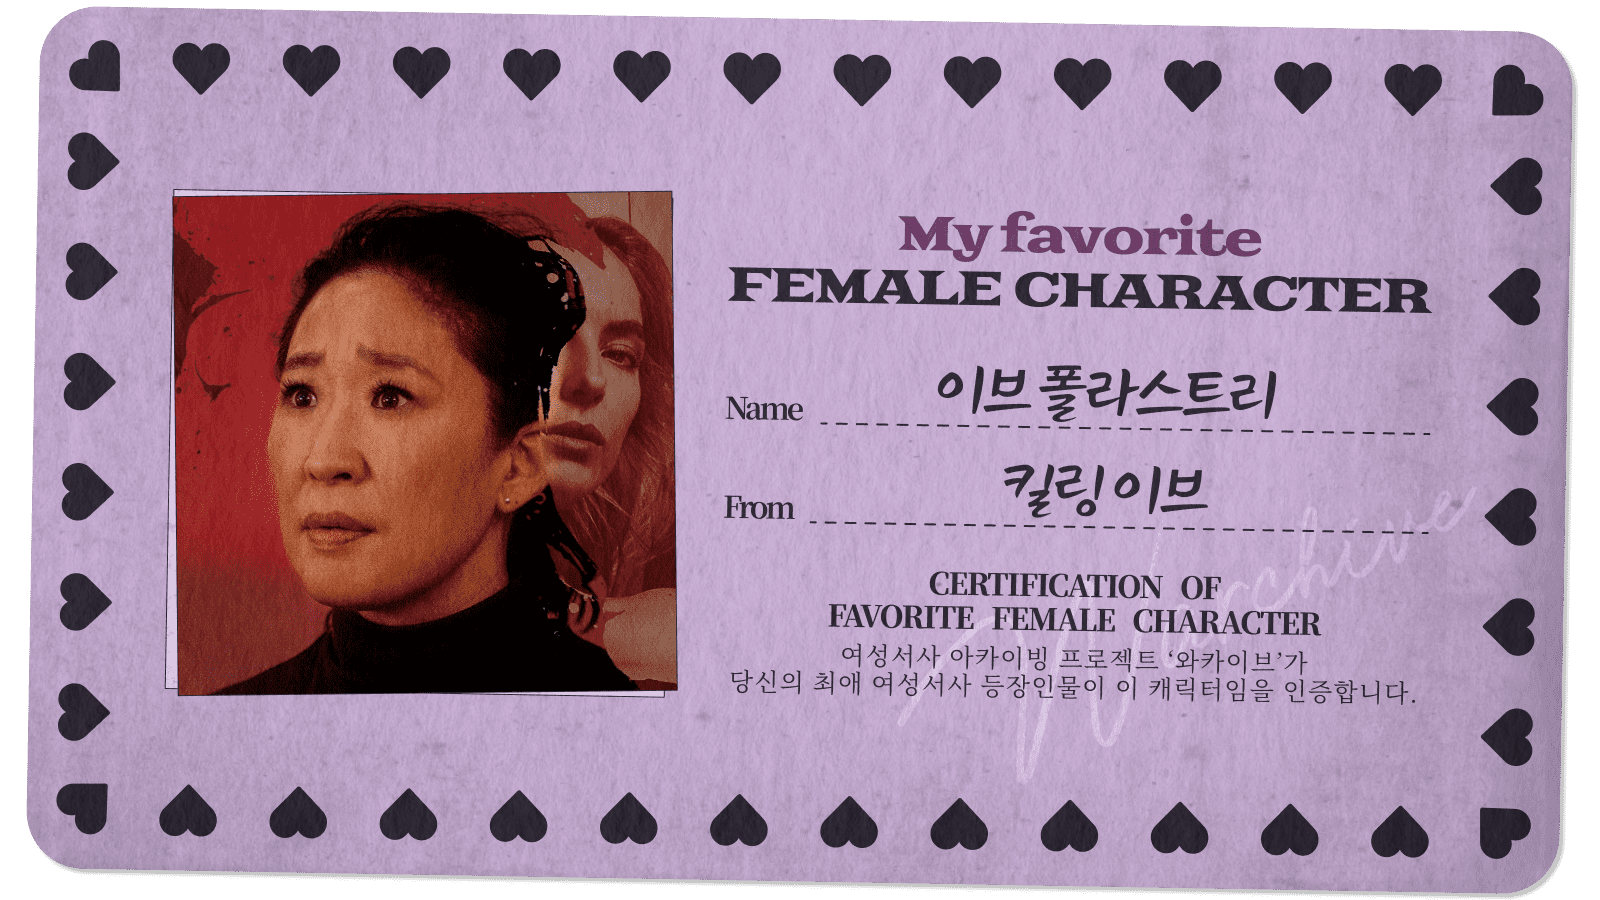 My favorite
FEMALE CHARACTER
Name 이브 폴라스트리
From 킬링 이브
CERTIFICATION OF
FAVORITE FEMALE CHARACTER
여성서사 아카이빙 프로젝트 ‘와카이브’가
당신의 최애 여성서사 등장인물이 이 캐릭터임을 인증합니다.
Warchive